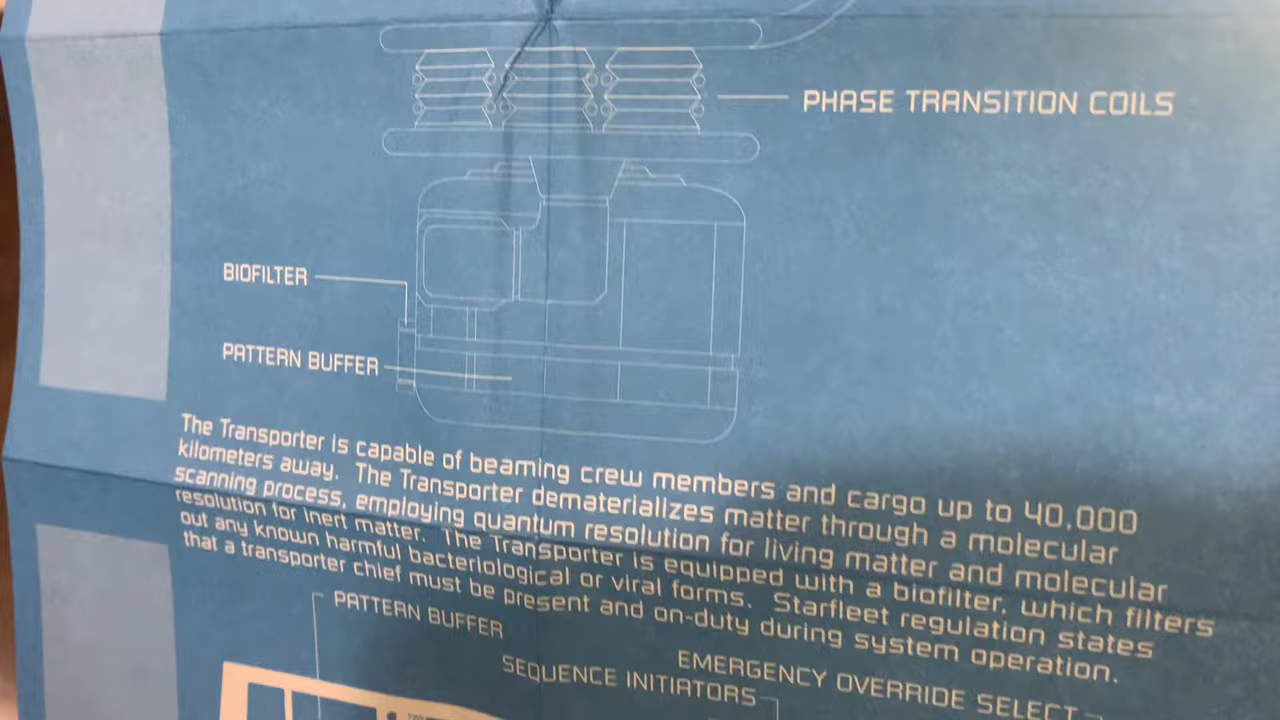 PHASE TRANSITION COILS
BIOFILTER
PATTERN BUFFER
The Transporter is capable of beaming crew members and cargo up to 40,000
kilometers away. The Transporter dematerializes matter through a molecular
scanning process, employing quantum resolution for living matter and molecular
resolution for inert matter. The Transporter is equipped with a biofilter, which filters
out any known harmful bacteriological or viral forms. Starfleet regulation states
that a transporter chief must be present and on-duty during system operation.
PATTERN BUFFER
SEQUENCE INITIATORS
EMERGENCY OVERRIDE SELECT